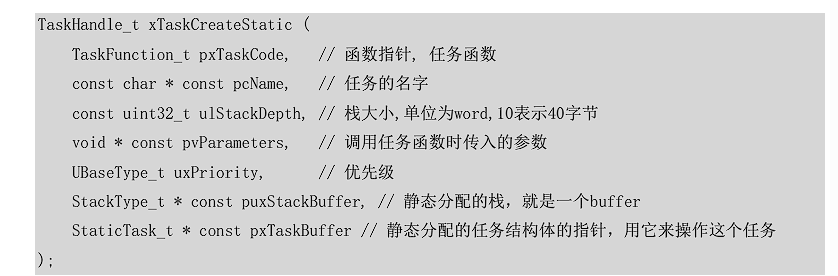 TaskHandle_t xTaskCreateStatic (
    TaskFunction_t pxTaskCode,   // 函数指针, 任务函数
    const char * const pcName,   // 任务的名字
    const uint32_t ulStackDepth, // 栈大小,单位为word,10表示40字节
    void * const pvParameters,   // 调用任务函数时传入的参数
    UBaseType_t uxPriority,      // 优先级
    StackType_t * const puxStackBuffer, // 静态分配的栈，就是一个buffer
    StaticTask_t * const pxTaskBuffer // 静态分配的任务结构体的指针，用它来操作这个任务
);